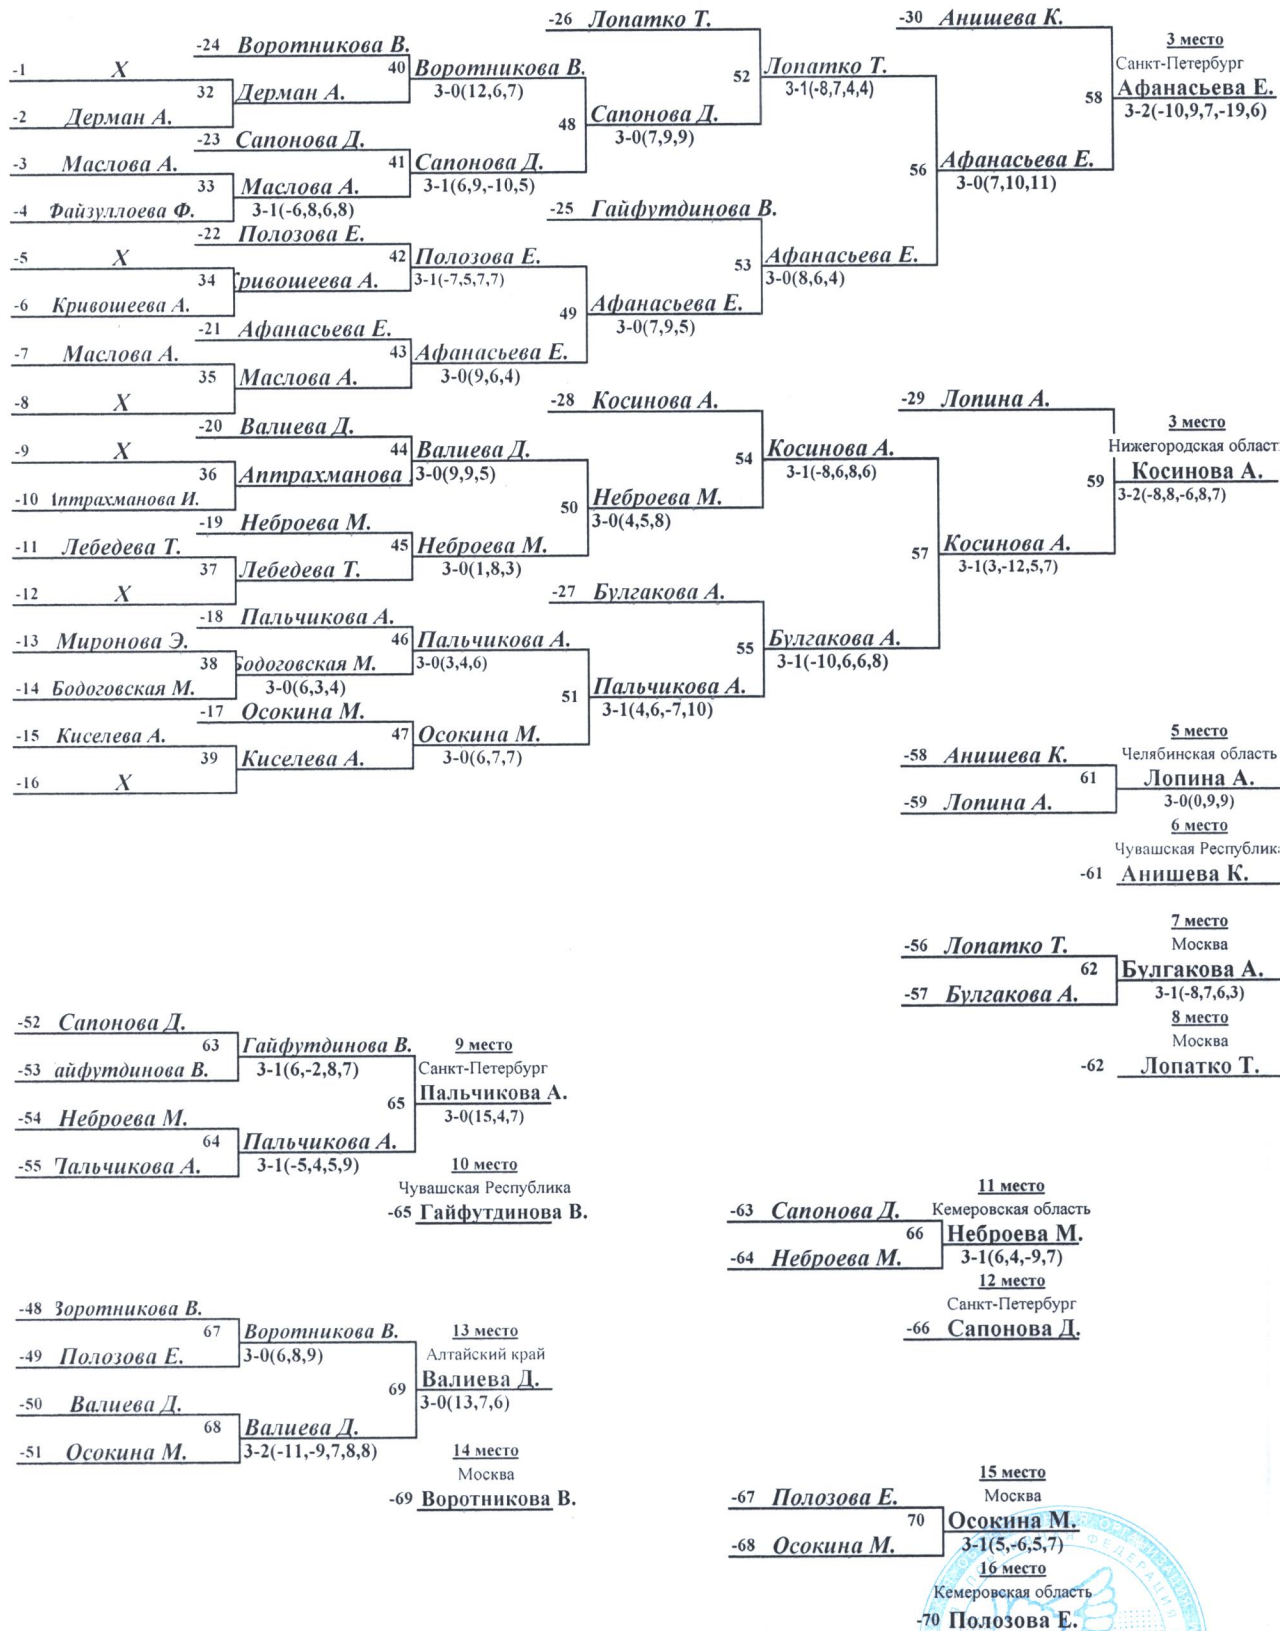 -26 Лопатко Т.
-30 Анишева К.
-24 Воротникова В.
3 место
-1 X
40 Воротникова В.
52 Лопатко Т.
Санкт-Петербург
32 Дерман А.
3-0(12,6,7)
3-1(-8,7,4,4)
58 Афанасьева Е.
-2 Дерман А.
48 Сапонова Д.
3-2(-10,9,7,-19,6)
-23 Сапонова Д.
3-0(7,9,9)
-3 Маслова А.
41 Сапонова Д.
56 Афанасьева Е.
33 Маслова А.
3-1(6,9,-10,5)
3-0(7,10,11)
-4 Файзуллоева Ф.
3-1(-6,8,6,8)
-25 Гайфутдинова В.
-22 Полозова Е.
-5 X
42 Полозова Е.
53 Афанасьева Е.
34 Кривошеева А.
3-1(-7,5,7,7)
3-0(8,6,4)
-6 Кривошеева А.
49 Афанасьева Е.
-21 Афанасьева Е.
3-0(7,9,5)
-7 Маслова А.
43 Афанасьева Е.
35 Маслова А.
3-0(9,6,4)
-8 X
-28 Косинова А.
-29 Лопина А.
-20 Валиева Д.
3 место
-9 X
44 Валиева Д.
54 Косинова А.
Нижегородская област
36 Аптрахманова
3-0(9,9,5)
3-1(-8,6,8,6)
59 Косинова А.
-10 Аптрахманова И.
50 Неброева М.
3-2(-8,8,-6,8,7)
-19 Неброева М.
3-0(4,5,8)
-11 Лебедева Т.
45 Неброева М.
57 Косинова А.
37 Лебедева Т.
3-0(1,8,3)
3-1(3,-12,5,7)
-12 X
-27 Булгакова А.
-18 Пальчикова А.
-13 Миронова Э.
46 Пальчикова А.
55 Булгакова А.
38 Бодоговская М.
3-0(3,4,6)
3-1(-10,6,6,8)
-14 Бодоговская М.
3-0(6,3,4)
51 Пальчикова А.
-17 Осокина М.
3-1(4,6,-7,10)
-15 Киселева А.
47 Осокина М.
39 Киселева А.
3-0(6,7,7)
-16 X
5 место
-58 Анишева К.
Челябинская область
61 Лопина А.
-59 Лопина А.
3-0(0,9,9)
6 место
Чувашская Республик
-61 Анишева К.
7 место
-56 Лопатко Т.
Москва
62 Булгакова А.
-57 Булгакова А.
3-1(-8,7,6,3)
8 место
Москва
-62 Лопатко Т.
-52 Сапонова Д.
63 Гайфутдинова В.
9 место
-53 айфутдинова В.
3-1(6,-2,8,7)
Санкт-Петербург
65 Пальчикова А.
-54 Неброева М.
3-0(15,4,7)
64 Пальчикова А.
-55 Пальчикова А.
3-1(-5,4,5,9)
10 место
Чувашская Республика
-65 Гайфутдинова В.
11 место
-63 Сапонова Д.
Кемеровская область
66 Неброева М.
-64 Неброева М.
3-1(6,4,-9,7)
12 место
Санкт-Петербург
-66 Сапонова Д.
-48 Воротникова В.
67 Воротникова В.
13 место
-49 Полозова Е.
3-0(6,8,9)
Алтайский край
69 Валиева Д.
-50 Валиева Д.
3-0(13,7,6)
68 Валиева Д.
-51 Осокина М.
3-2(-11,-9,7,8,8)
14 место
Москва
-69 Воротникова В.
15 место
-67 Полозова Е.
Москва
70 Осокина М.
-68 Осокина М.
3-1(5,-6,5,7)
16 место
Кемеровская область
-70 Полозова Е.